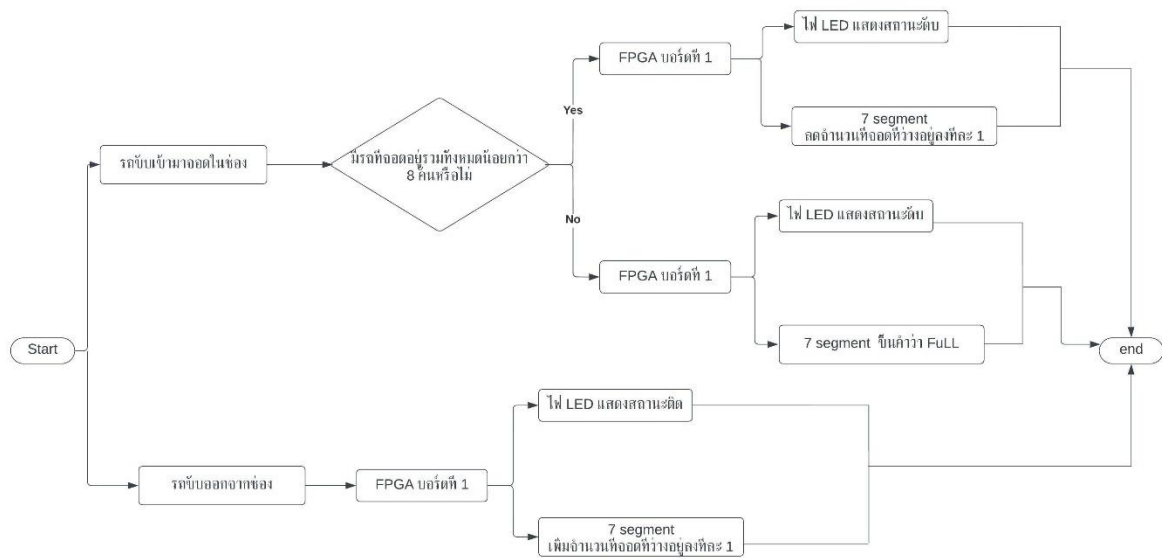 Start
รถขับเข้ามาจอดในช่อง
มีรถที่จอดอยู่รวมทั้งหมดน้อยกว่า
8 คันหรือไม่
Yes
FPGA บอร์ดที่ 1
ไฟ LED แสดงสถานะดับ
7 segment
ลดจำนวนที่จอดที่ว่างอยู่ลงทีละ 1
No
FPGA บอร์ดที่ 1
ไฟ LED แสดงสถานะดับ
7 segment ขึ้นคำว่า FuLL
end
รถขับออกจากช่อง
FPGA บอร์ดที่ 1
ไฟ LED แสดงสถานะติด
7 segment
เพิ่มจำนวนที่จอดที่ว่างอยู่ลงทีละ 1